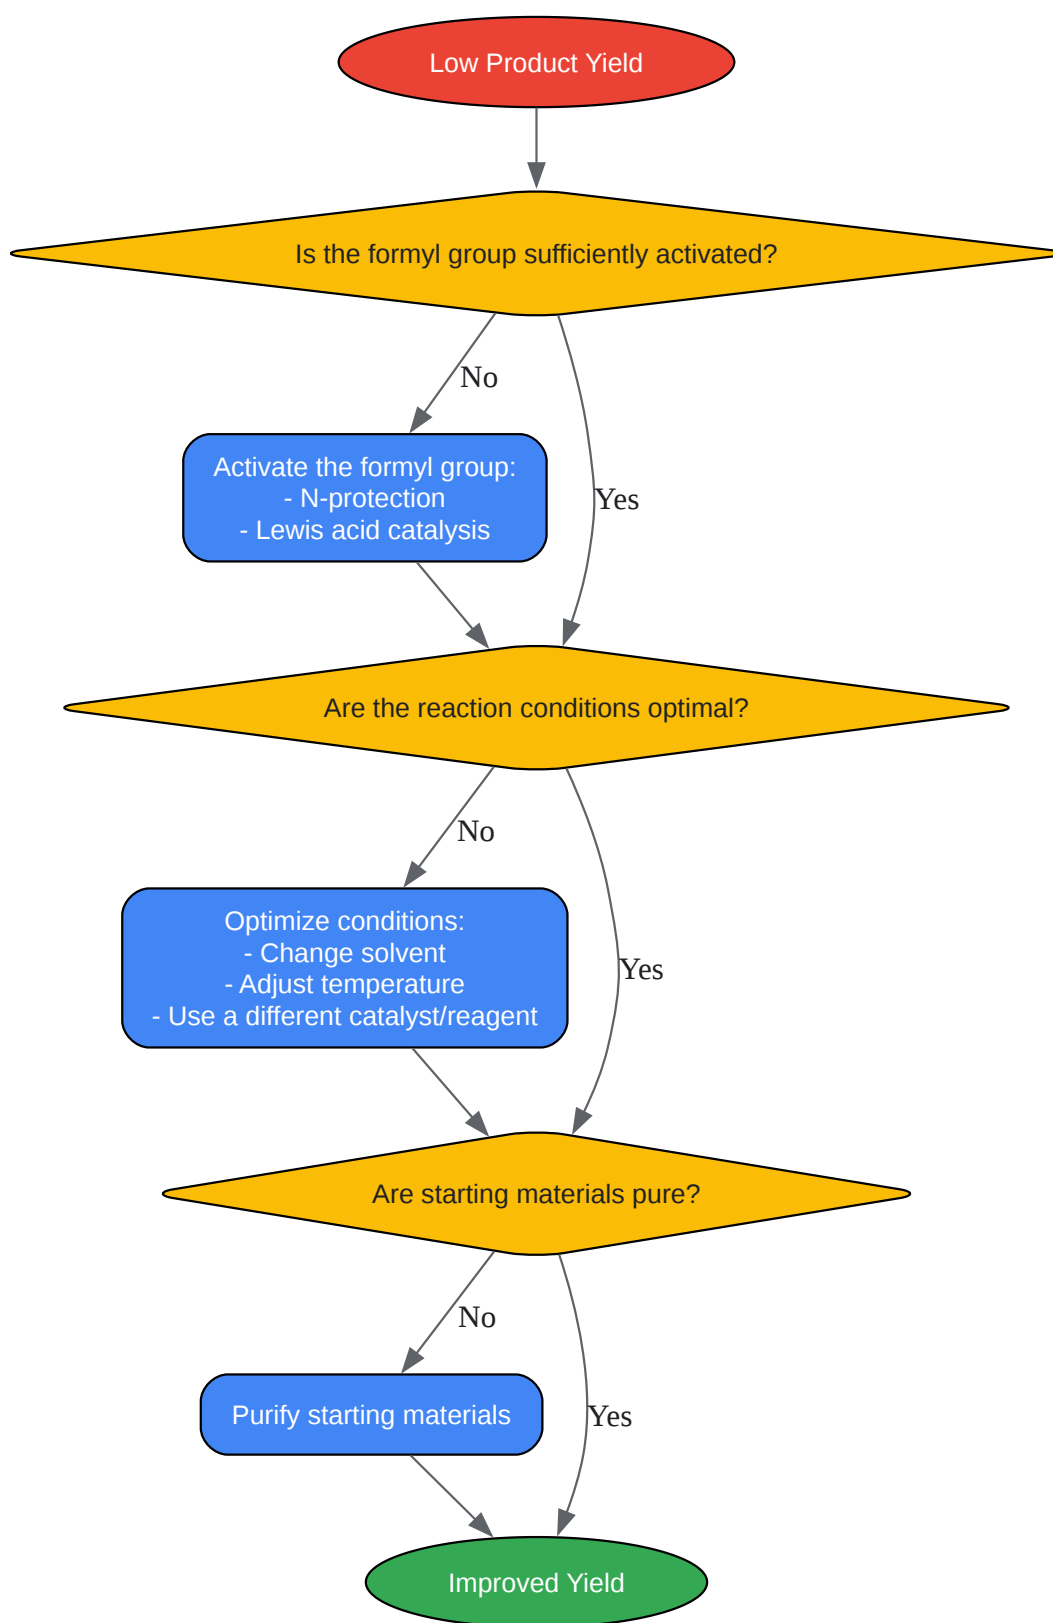 Low Product Yield
Is the formyl group sufficiently activated?
No
Activate the formyl group:
- N-protection
- Lewis acid catalysis
Yes
Are the reaction conditions optimal?
No
Optimize conditions:
- Change solvent
- Adjust temperature
- Use a different catalyst/reagent
Yes
Are starting materials pure?
No
Purify starting materials
Yes
Improved Yield